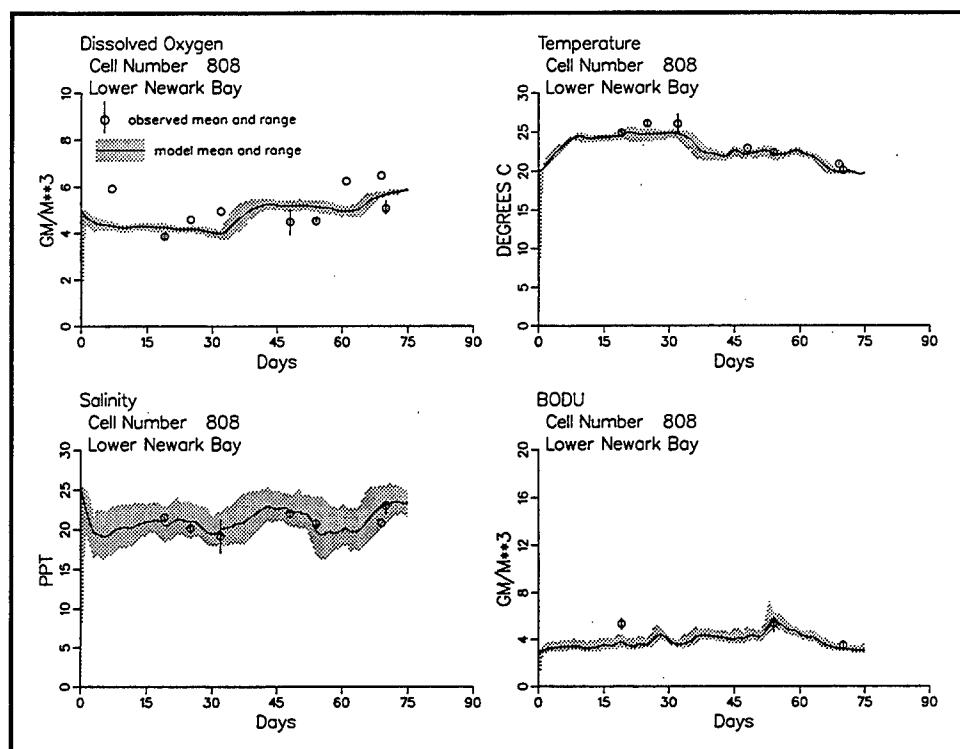 Dissolved Oxygen
Cell Number 808
Lower Newark Bay
10
8
6
4
2
0
GM/M**3
observed mean and range
model mean and range
0 15 30 45 60 75 90
Days
Temperature
Cell Number 808
Lower Newark Bay
30
25
20
15
10
5
0
DEGREES C
0 15 30 45 60 75 90
Days
Salinity
Cell Number 808
Lower Newark Bay
30
25
20
15
10
5
0
PPT
0 15 30 45 60 75 90
Days
BODU
Cell Number 808
Lower Newark Bay
20
16
12
8
4
0
GM/M**3
0 15 30 45 60 75 90
Days